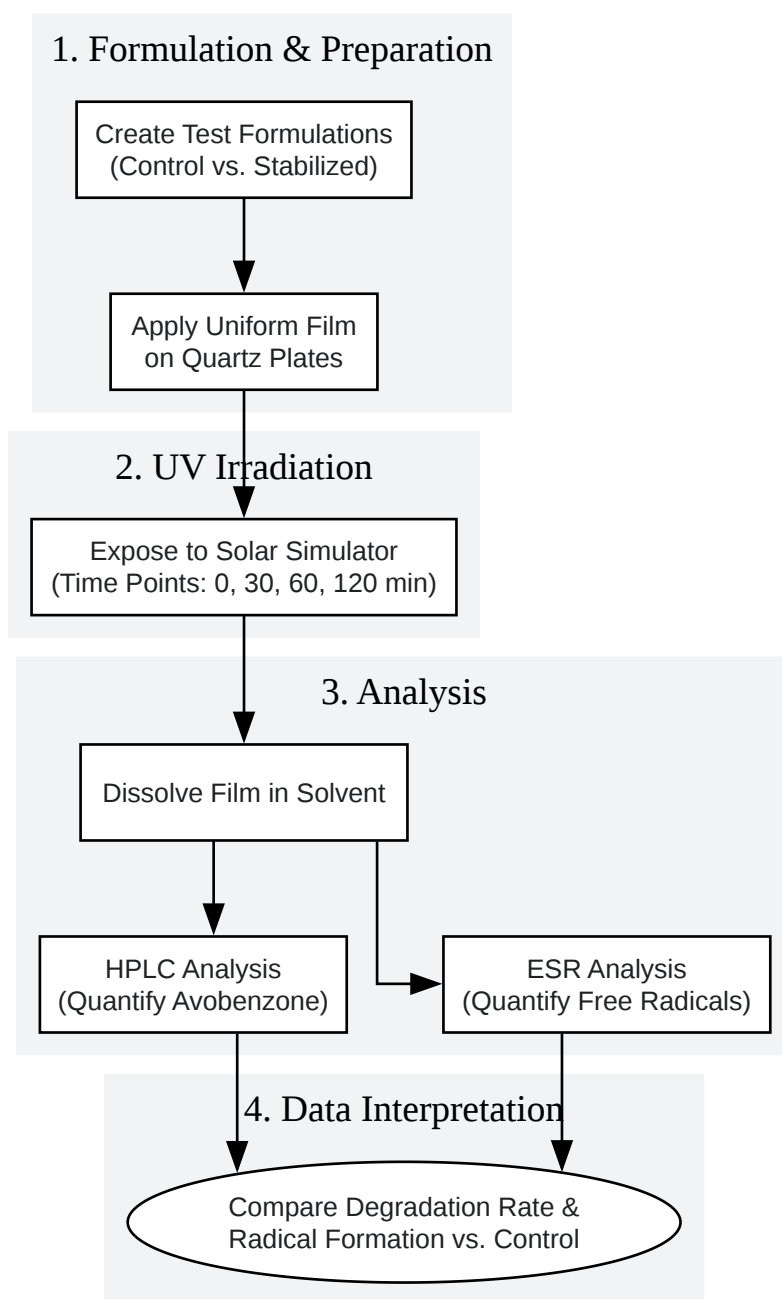 1. Formulation & Preparation
Create Test Formulations
(Control vs. Stabilized)
Apply Uniform Film
on Quartz Plates
2. UV Irradiation
Expose to Solar Simulator
(Time Points: 0, 30, 60, 120 min)
3. Analysis
Dissolve Film in Solvent
HPLC Analysis
(Quantify Avobenzone)
ESR Analysis
(Quantify Free Radicals)
4. Data Interpretation
Compare Degradation Rate &
Radical Formation vs. Control